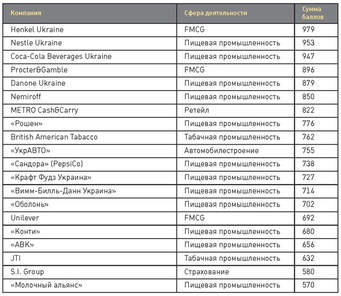 Компания Сфера деятельности Сумма баллов
Henkel Ukraine FMCG 979
Nestle Ukraine Пищевая промышленность 953
Coca-Cola Beverages Ukraine Пищевая промышленность 947
Procter&Gamble FMCG 896
Danone Ukraine Пищевая промышленность 879
Nemiroff Пищевая промышленность 850
METRO Cash&Carry Ретейл 822
«Рошен» Пищевая промышленность 776
British American Tobacco Табачная промышленность 762
«УкрАВТО» Автомобилестроение 755
«Сандора» (PepsiCo) Пищевая промышленность 738
«Крафт Фудз Украина» Пищевая промышленность 727
«Вимм-Билль-Данн Украина» Пищевая промышленность 714
«Оболонь» Пищевая промышленность 702
Unilever FMCG 692
«Конти» Пищевая промышленность 680
«АВК» Пищевая промышленность 656
JTI Табачная промышленность 632
S.I. Group Страхование 580
«Молочный альянс» Пищевая промышленность 570